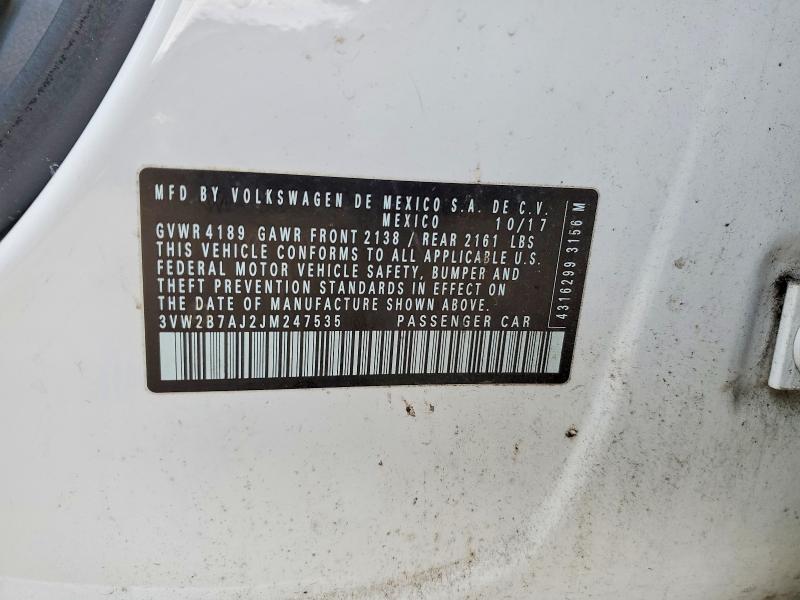 MFD BY VOLKSWAGEN DE MEXICO S.A. DE C.V.
MEXICO 10/17
GVWR 4189 GAWR FRONT 2138 / REAR 2161 LBS
THIS VEHICLE CONFORMS TO ALL APPLICABLE U.S.
FEDERAL MOTOR VEHICLE SAFETY, BUMPER AND
THEFT PREVENTION STANDARDS IN EFFECT ON
THE DATE OF MANUFACTURE SHOWN ABOVE.
3VW2B7AJ2JM247535 PASSENGER CAR
4316299 3156 M